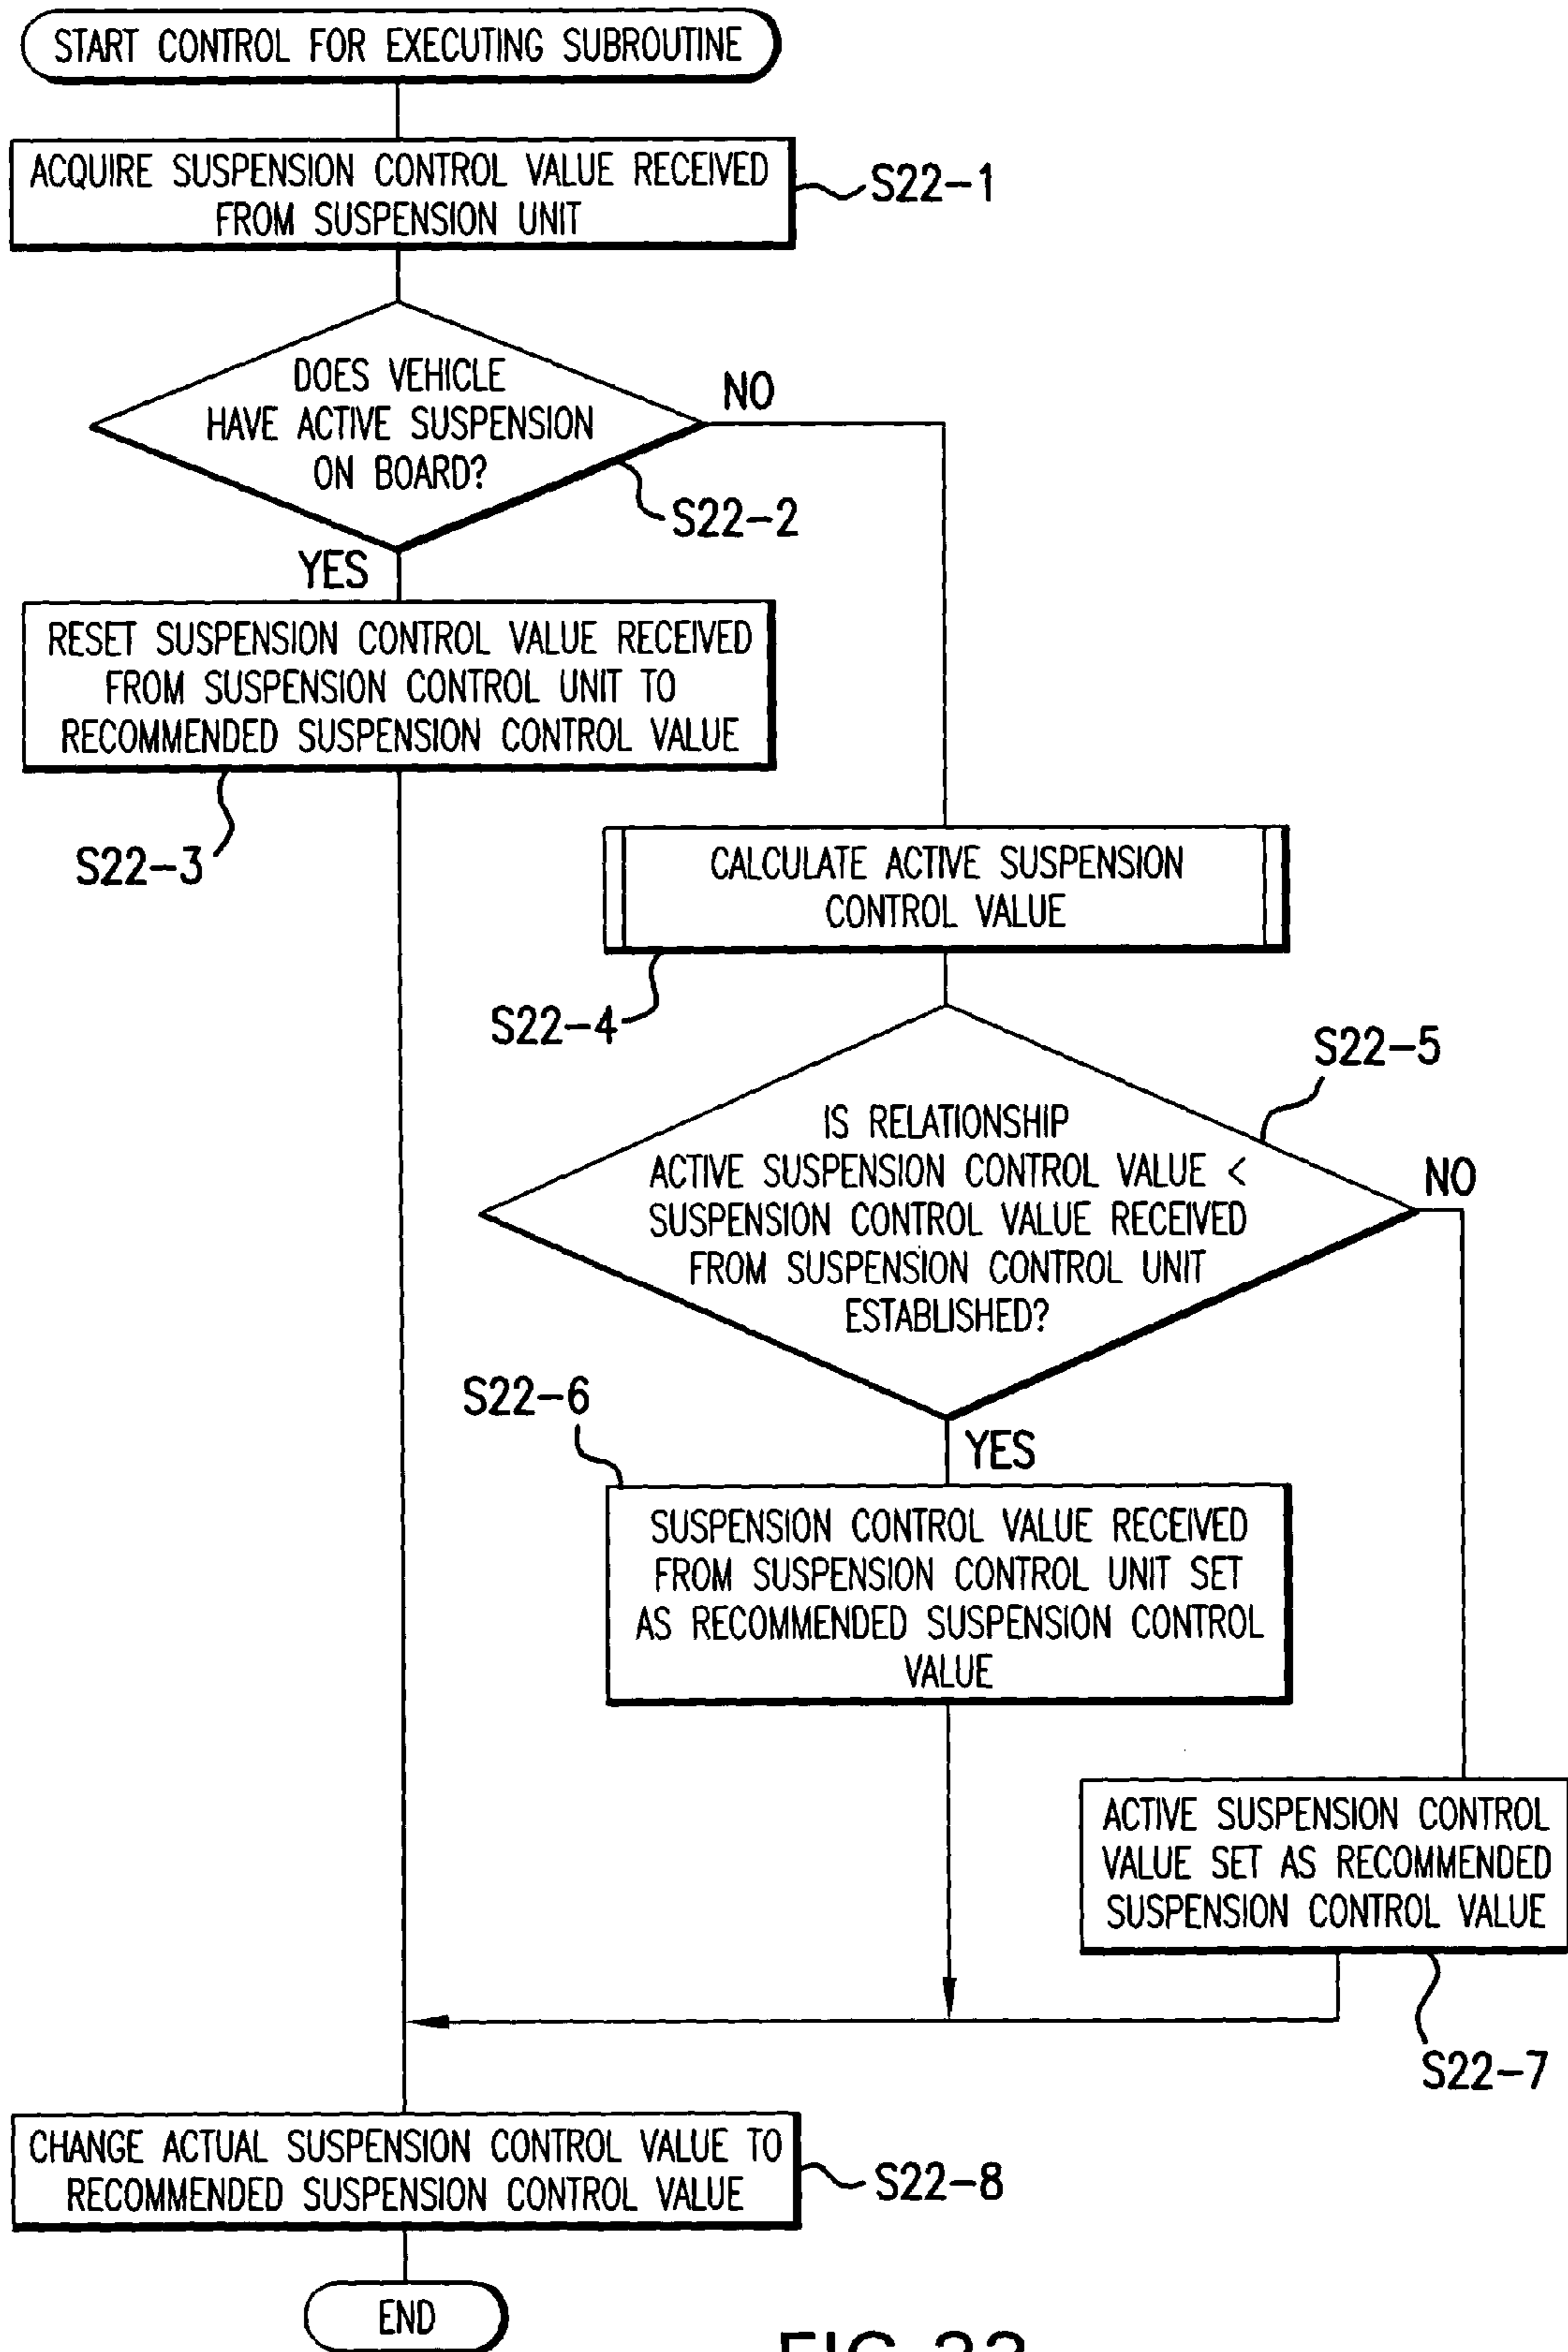 START CONTROL FOR EXECUTING SUBROUTINE
ACQUIRE SUSPENSION CONTROL VALUE RECEIVED
FROM SUSPENSION UNIT
S22-1
DOES VEHICLE
HAVE ACTIVE SUSPENSION
ON BOARD?
NO
S22-2
YES
RESET SUSPENSION CONTROL VALUE RECEIVED
FROM SUSPENSION CONTROL UNIT TO
RECOMMENDED SUSPENSION CONTROL VALUE
S22-3
CALCULATE ACTIVE SUSPENSION
CONTROL VALUE
S22-4
S22-5
IS RELATIONSHIP
ACTIVE SUSPENSION CONTROL VALUE <
SUSPENSION CONTROL VALUE RECEIVED
FROM SUSPENSION CONTROL UNIT
ESTABLISHED?
NO
S22-6
YES
SUSPENSION CONTROL VALUE RECEIVED
FROM SUSPENSION CONTROL UNIT SET
AS RECOMMENDED SUSPENSION CONTROL
VALUE
ACTIVE SUSPENSION CONTROL
VALUE SET AS RECOMMENDED
SUSPENSION CONTROL VALUE
S22-7
CHANGE ACTUAL SUSPENSION CONTROL VALUE TO
RECOMMENDED SUSPENSION CONTROL VALUE
S22-8
END